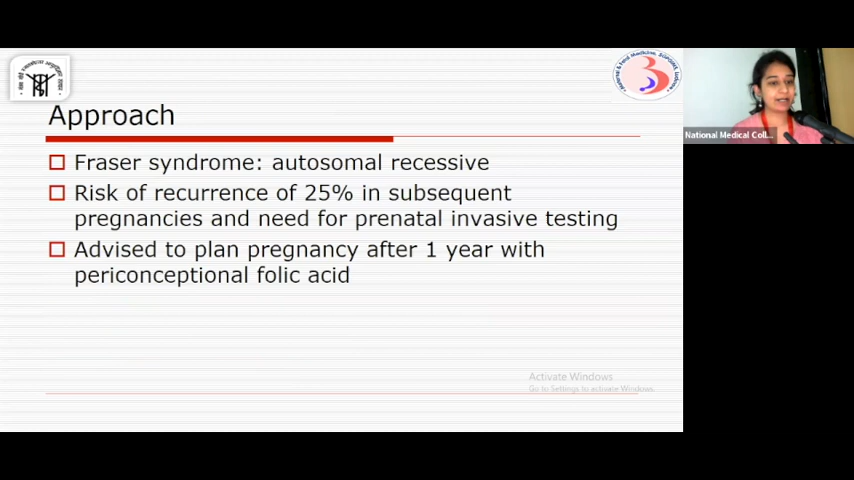 Approach
Fraser syndrome: autosomal recessive
Risk of recurrence of 25% in subsequent
pregnancies and need for prenatal invasive testing
Advised to plan pregnancy after 1 year with
periconceptional folic acid
National Medical Coll...
Activate Windows
Go to Settings to activate Windows.